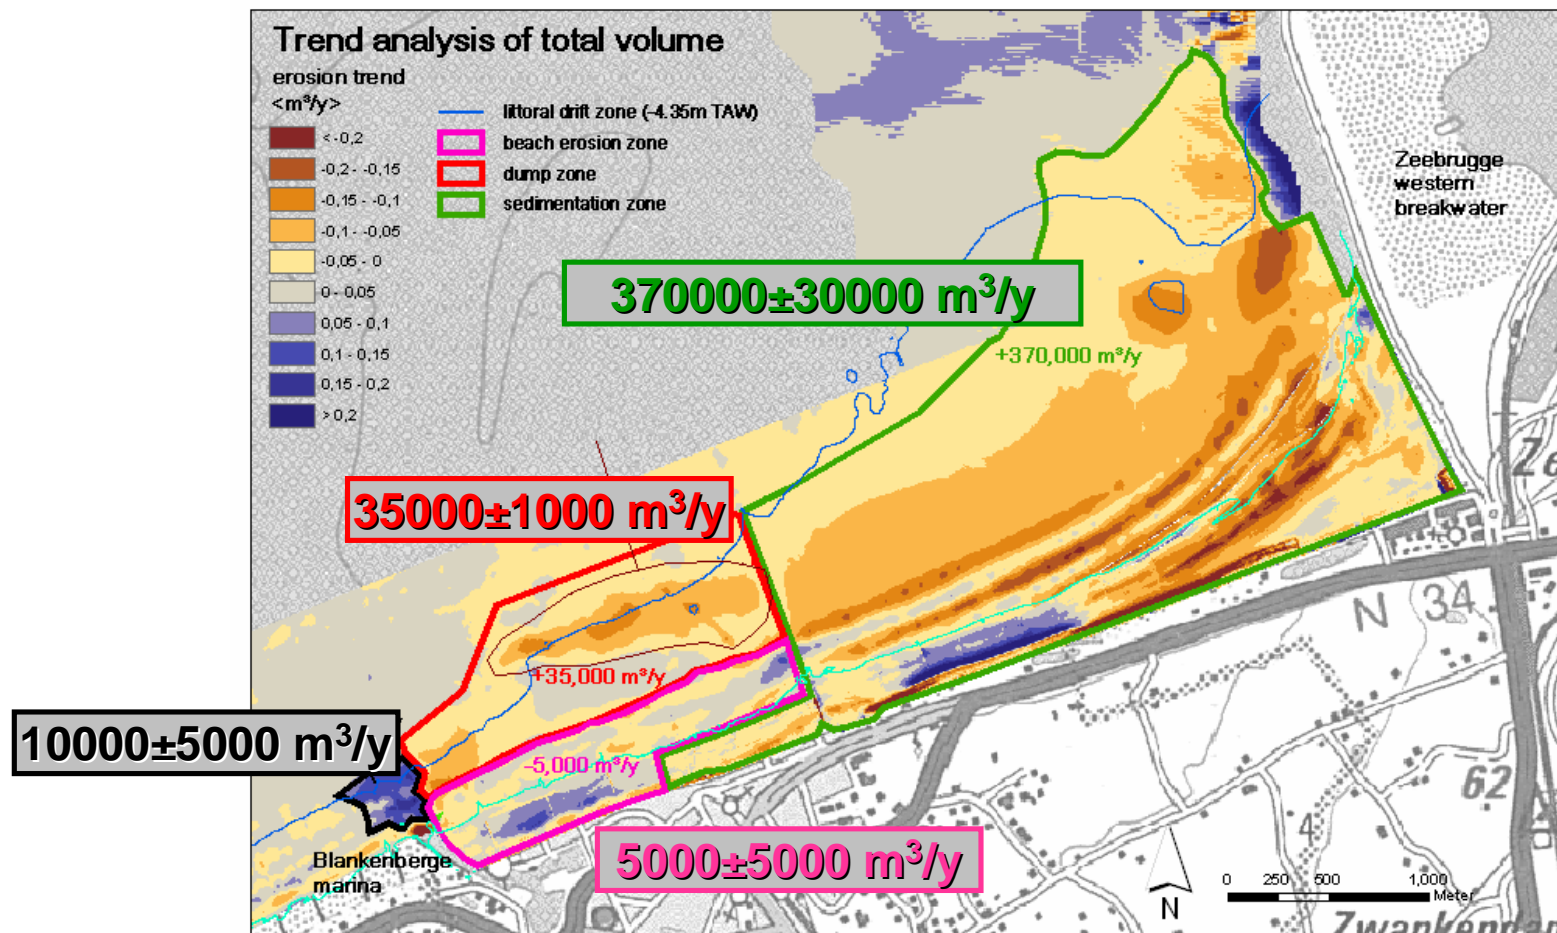 Trend analysis of total volume
erosion trend
<m³/y>
<-0,2
-0,2 - -0,15
-0,15 - -0,1
-0,1 - -0,05
-0,05 - 0
0 - 0,05
0,05 - 0,1
0,1 - 0,15
0,15 - 0,2
> 0,2
littoral drift zone (-4.35m TAW)
beach erosion zone
dump zone
sedimentation zone
Zeebrugge
western
breakwater
370000±30000 m³/y
+370,000 m³/y
35000±1000 m³/y
+35,000 m³/y
10000±5000 m³/y
-5,000 m³/y
5000±5000 m³/y
Blankenberge
marina
N 34
62
4
N
0 250 500 1,000
Meter